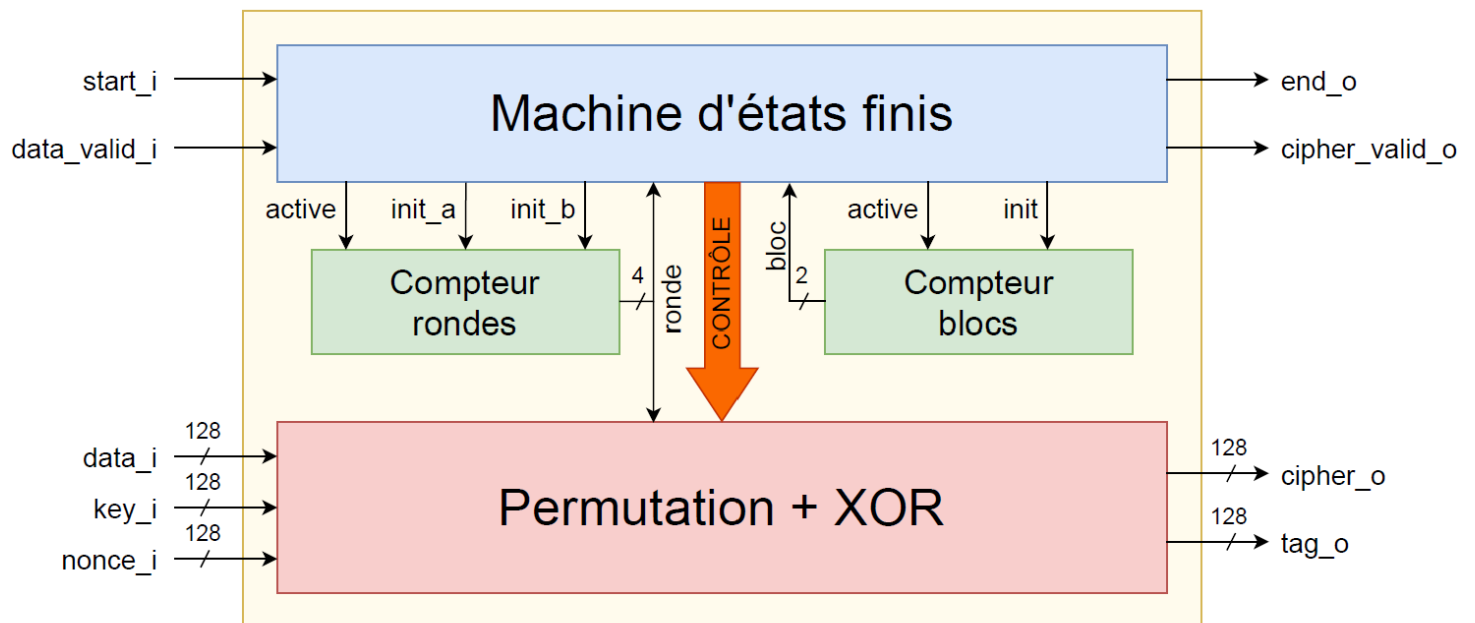 start_i
data_valid_i
Machine d'états finis
end_o
cipher_valid_o
active
init_a
init_b
active
init
Compteur
rondes
4
ronde
CONTRÔLE
bloc
2
Compteur
blocs
128
data_i
128
key_i
128
nonce_i
Permutation + XOR
128
cipher_o
128
tag_o